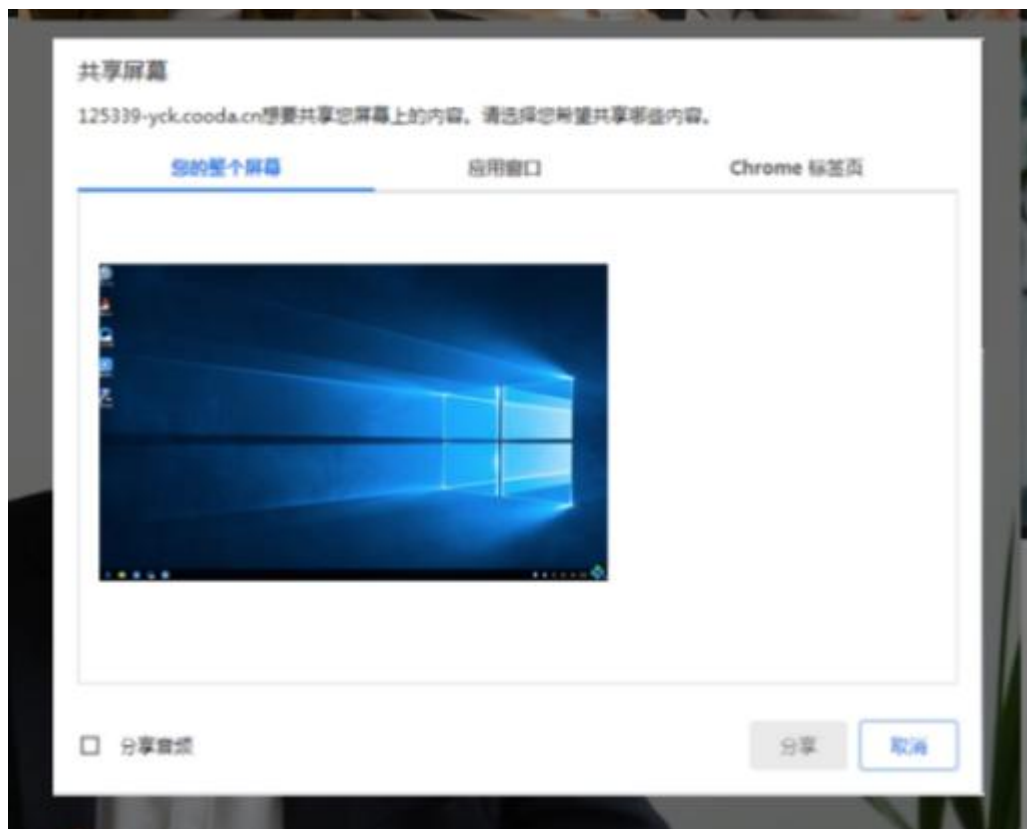 共享屏幕
125339-yck.cooda.cn想要共享您屏幕上的内容。请选择您希望共享哪些内容。
您的整个屏幕
应用窗口
Chrome 标签页
分享音频
分享
取消